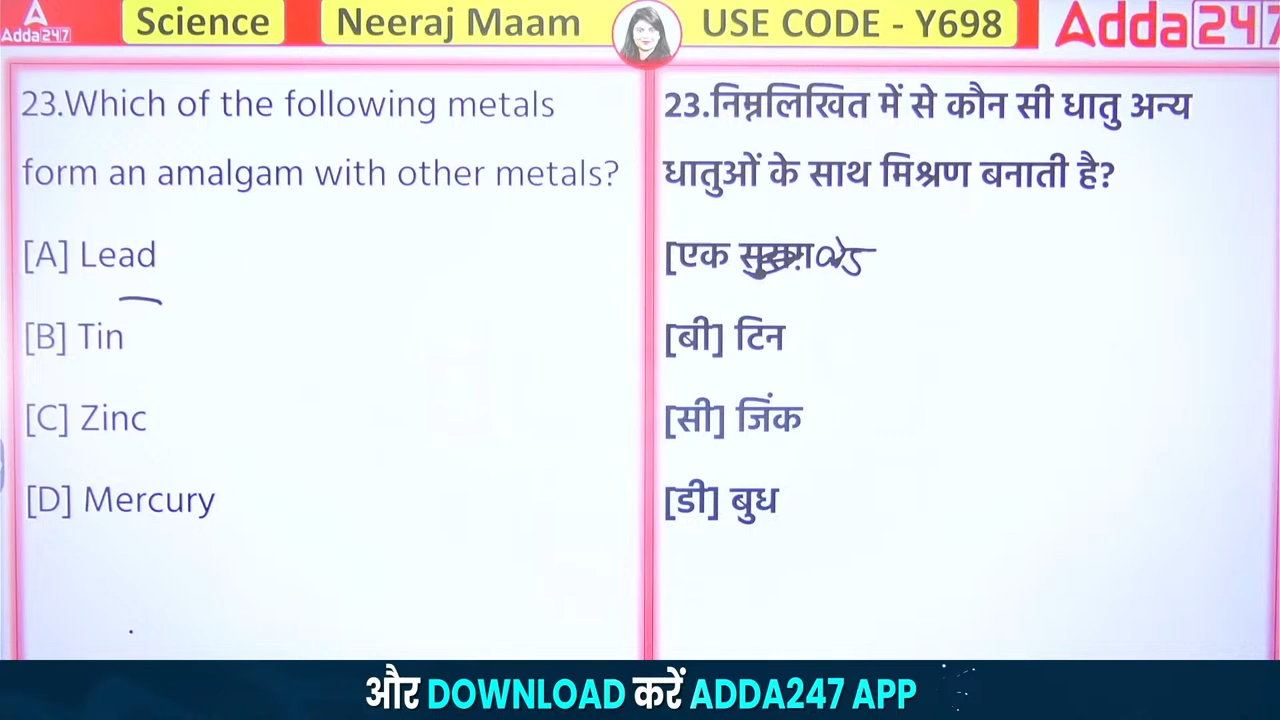 Adda247
Science
Neeraj Maam
USE CODE - Y698
Adda247
23.Which of the following metals
form an amalgam with other metals?
[A] Lead
[B] Tin
[C] Zinc
[D] Mercury
23.निम्नलिखित में से कौन सी धातु अन्य
धातुओं के साथ मिश्रण बनाती है?
[एक
[बी] टिन
[सी] जिंक
[डी] बुध
और DOWNLOAD करें ADDA247 APP